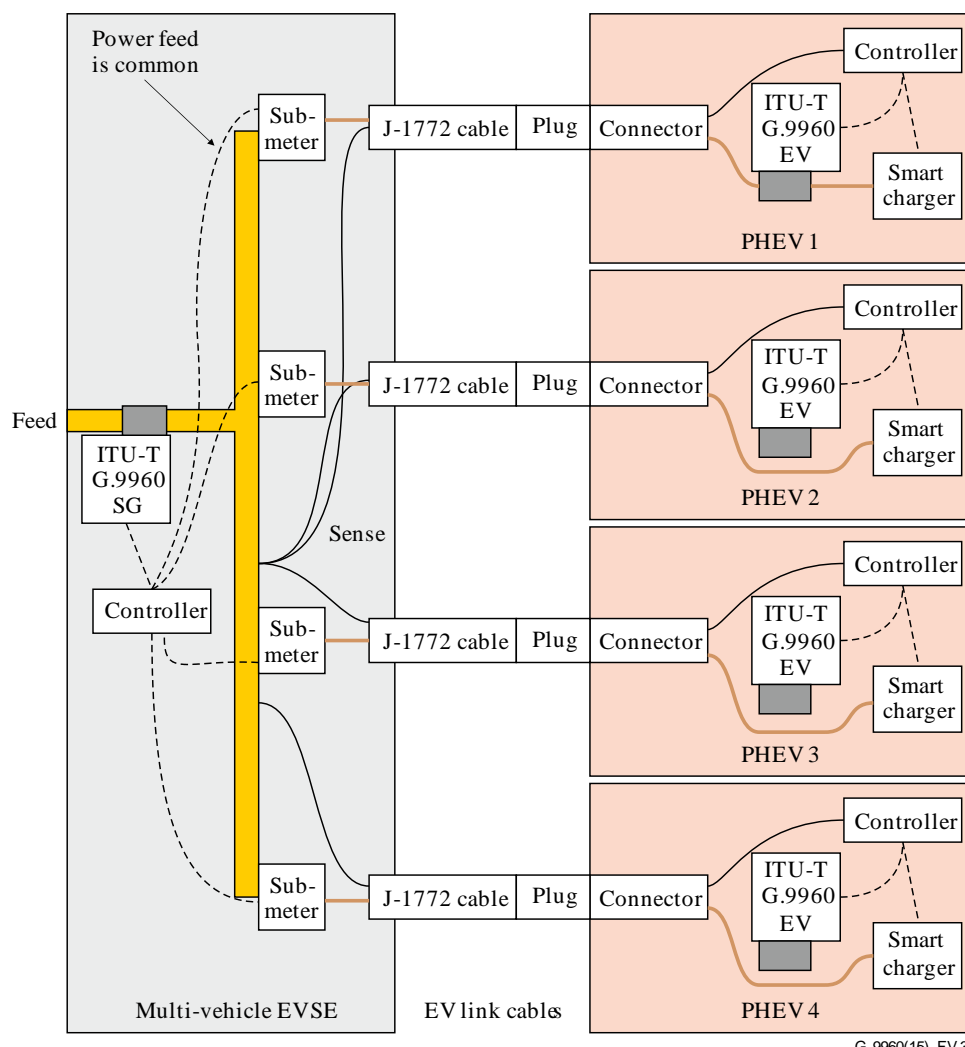 Power feed
is common
Sub-
meter
J-1772 cable
Plug
Connector
ITU-T
G.9960
EV
Controller
Smart
charger
PHEV 1
Sub-
meter
J-1772 cable
Plug
Connector
ITU-T
G.9960
EV
Controller
Smart
charger
PHEV 2
Feed
ITU-T
G.9960
SG
Sense
Controller
Sub-
meter
J-1772 cable
Plug
Connector
ITU-T
G.9960
EV
Controller
Smart
charger
PHEV 3
Sub-
meter
J-1772 cable
Plug
Connector
ITU-T
G.9960
EV
Controller
Smart
charger
PHEV 4
Multi-vehicle EVSE
EV link cables